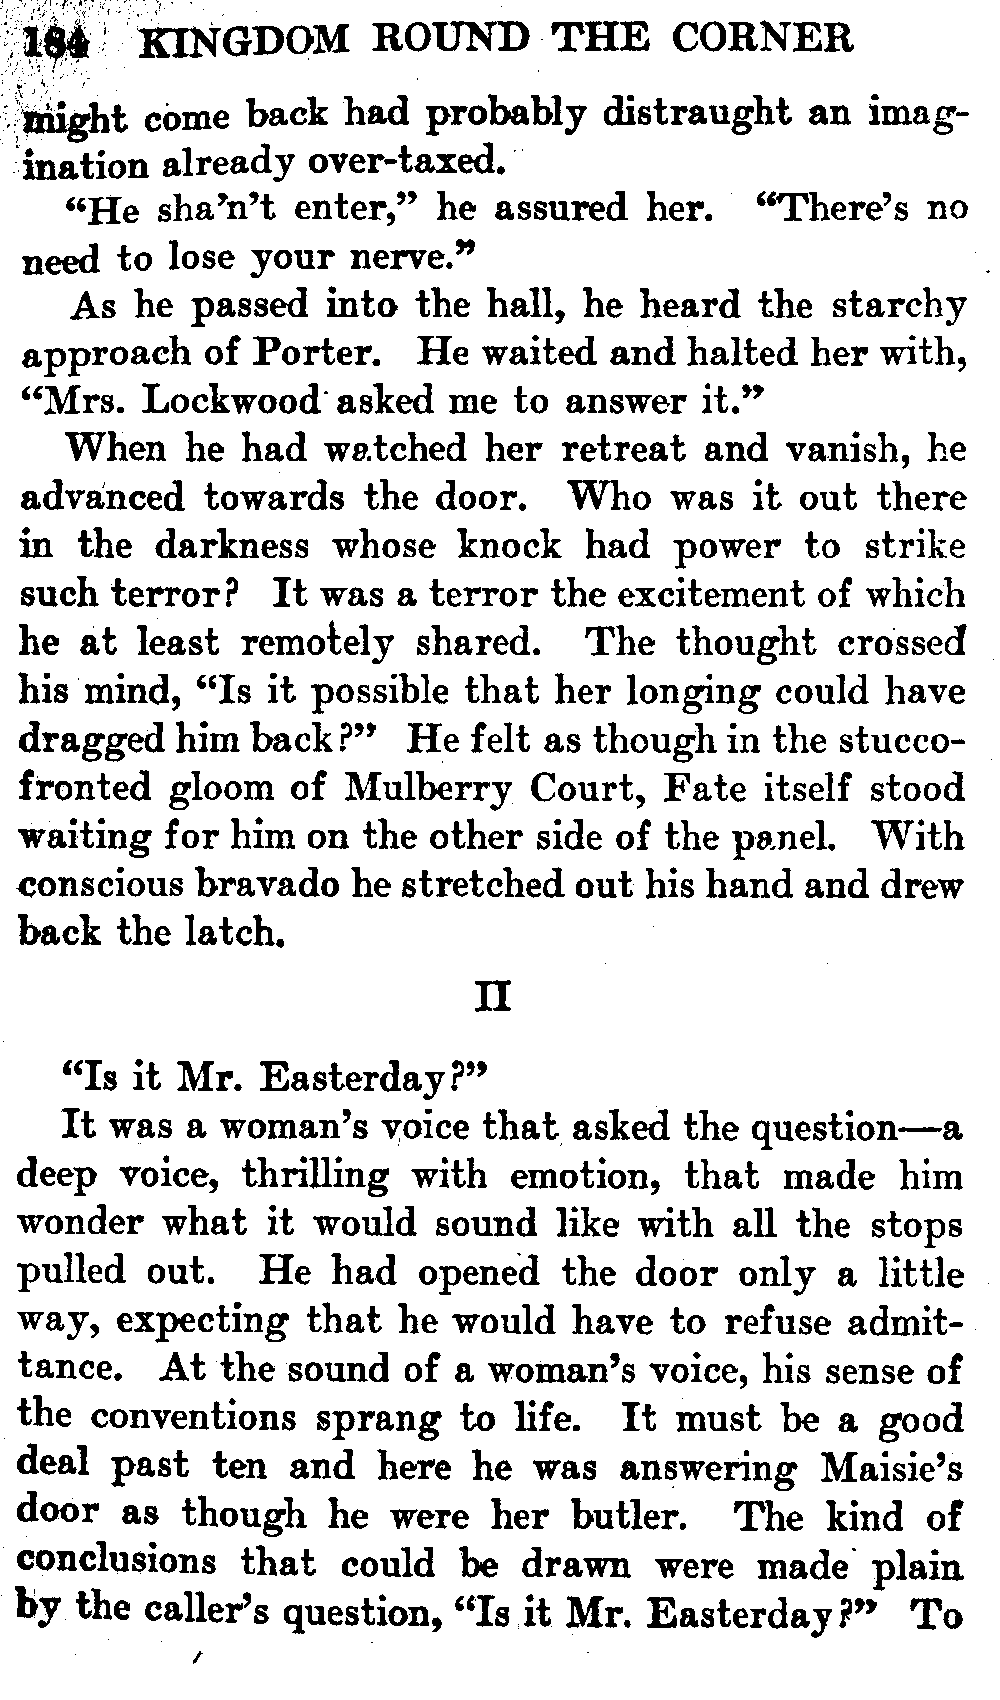 164 KINGDOM ROUND THE CORNER
might come back had probably distraught an imag-
ination already over-taxed.
“He sha’n’t enter,” he assured her. “There’s no
need to lose your nerve.”
As he passed into the hall, he heard the starchy
approach of Porter. He waited and halted her with,
“Mrs. Lockwood asked me to answer it.”
When he had watched her retreat and vanish, he
advanced towards the door. Who was it out there
in the darkness whose knock had power to strike
such terror? It was a terror the excitement of which
he at least remotely shared. The thought crossed
his mind, “Is it possible that her longing could have
dragged him back?” He felt as though in the stucco-
fronted gloom of Mulberry Court, Fate itself stood
waiting for him on the other side of the panel. With
conscious bravado he stretched out his hand and drew
back the latch.
II
“Is it Mr. Easterday?”
It was a woman’s voice that asked the question—a
deep voice, thrilling with emotion, that made him
wonder what it would sound like with all the stops
pulled out. He had opened the door only a little
way, expecting that he would have to refuse admit-
tance. At the sound of a woman’s voice, his sense of
the conventions sprang to life. It must be a good
deal past ten and here he was answering Maisie’s
door as though he were her butler. The kind of
conclusions that could be drawn were made plain
by the caller’s question, “Is it Mr. Easterday?” To